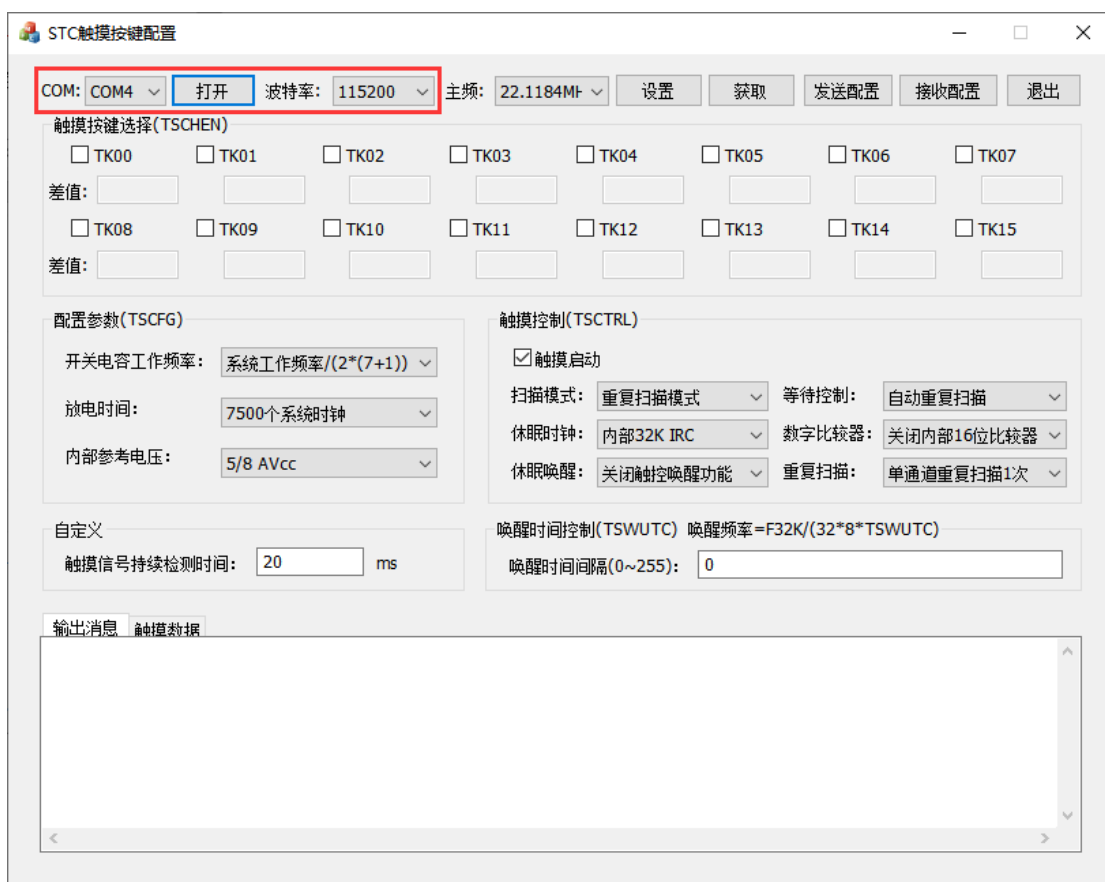 STC触摸按键配置
COM: COM4 打开 波特率: 115200 主频: 22.1184MH 设置 获取 发送配置 接收配置 退出
触摸按键选择(TSCHEN)
TK00 TK01 TK02 TK03 TK04 TK05 TK06 TK07
差值:
TK08 TK09 TK10 TK11 TK12 TK13 TK14 TK15
差值:
配置参数(TSCFG)
开关电容工作频率: 系统工作频率/(2*(7+1))
放电时间: 7500个系统时钟
内部参考电压: 5/8 AVcc
触摸控制(TSCTRL)
触摸启动
扫描模式: 重复扫描模式 等待控制: 自动重复扫描
休眠时钟: 内部32K IRC 数字比较器: 关闭内部16位比较器
休眠唤醒: 关闭触控唤醒功能 重复扫描: 单通道重复扫描1次
自定义
触摸信号持续检测时间: 20 ms
唤醒时间控制(TSWUTC) 唤醒频率=F32K/(32*8*TSWUTC)
唤醒时间间隔(0~255): 0
输出消息 触摸数据